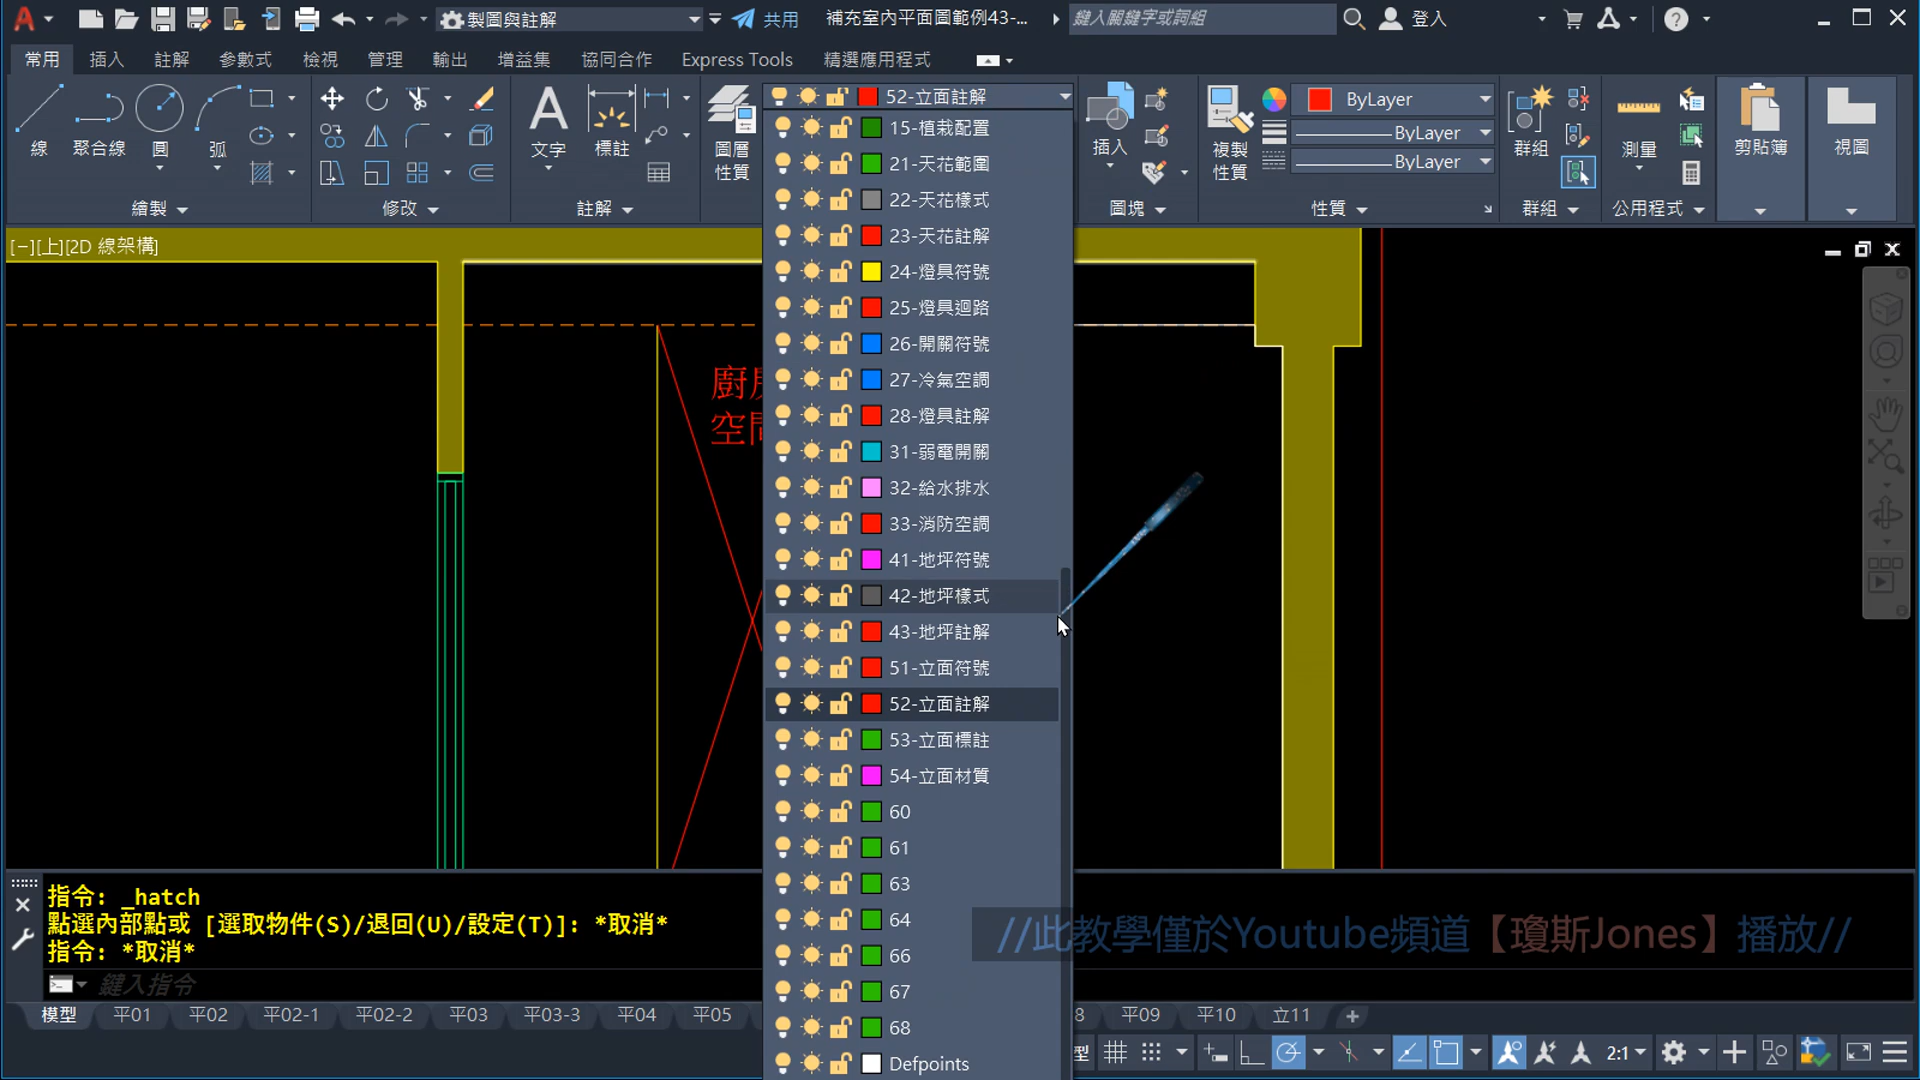 製圖與註解
共用
補充室內平面圖範例43-...
鍵入關鍵字或詞組
登入
常用 插入 註解 參數式 檢視 管理 輸出 增益集 協同合作 Express Tools 精選應用程式
線 聚合線 圓 弧
繪製
修改
文字 標註
註解
圖層
性質
52-立面註解
插入
圖塊
複製
性質
ByLayer
ByLayer
ByLayer
性質
群組
群組
測量
公用程式
剪貼簿
視圖
[−][上][2D 線架構]
15-植栽配置
21-天花範圍
22-天花樣式
23-天花註解
24-燈具符號
25-燈具迴路
26-開關符號
27-冷氣空調
28-燈具註解
31-弱電開關
32-給水排水
33-消防空調
41-地坪符號
42-地坪樣式
43-地坪註解
51-立面符號
52-立面註解
53-立面標註
54-立面材質
60
61
63
64
66
67
68
Defpoints
指令: _hatch
點選內部點或 [選取物件(S)/退回(U)/設定(T)]: *取消*
指令: *取消*
鍵入指令
//此教學僅於Youtube頻道【瓊斯Jones】播放//
模型 平01 平02 平02-1 平02-2 平03 平03-3 平04 平05 8 平09 平10 立11
型 2:1